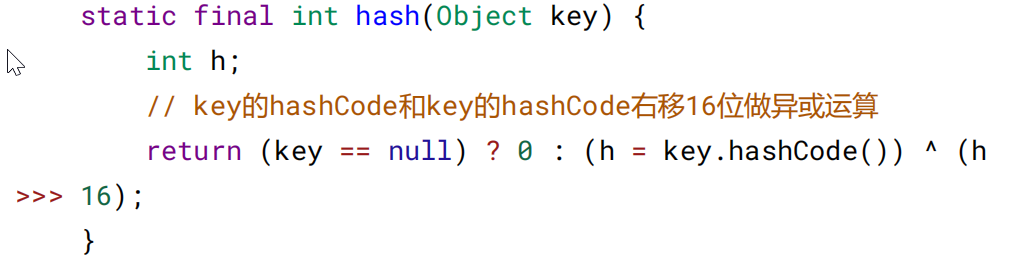 static final int hash(Object key) {
int h;
// key的hashCode和key的hashCode右移16位做异或运算
return (key == null) ? 0 : (h = key.hashCode()) ^ (h
>>> 16);
}